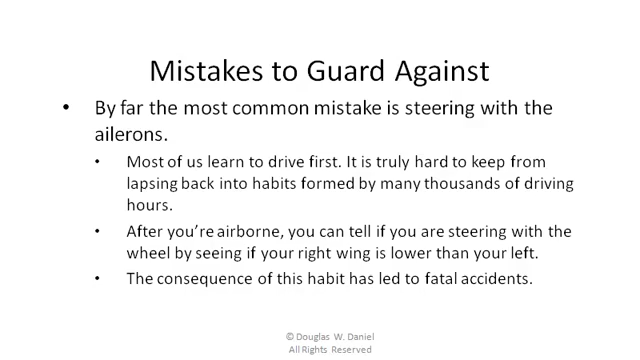 Mistakes to Guard Against
• By far the most common mistake is steering with the
ailerons.
• Most of us learn to drive first. It is truly hard to keep from
lapsing back into habits formed by many thousands of driving
hours.
• After you're airborne, you can tell if you are steering with the
wheel by seeing if your right wing is lower than your left.
• The consequence of this habit has led to fatal accidents.
© Douglas W. Daniel
All Rights Reserved